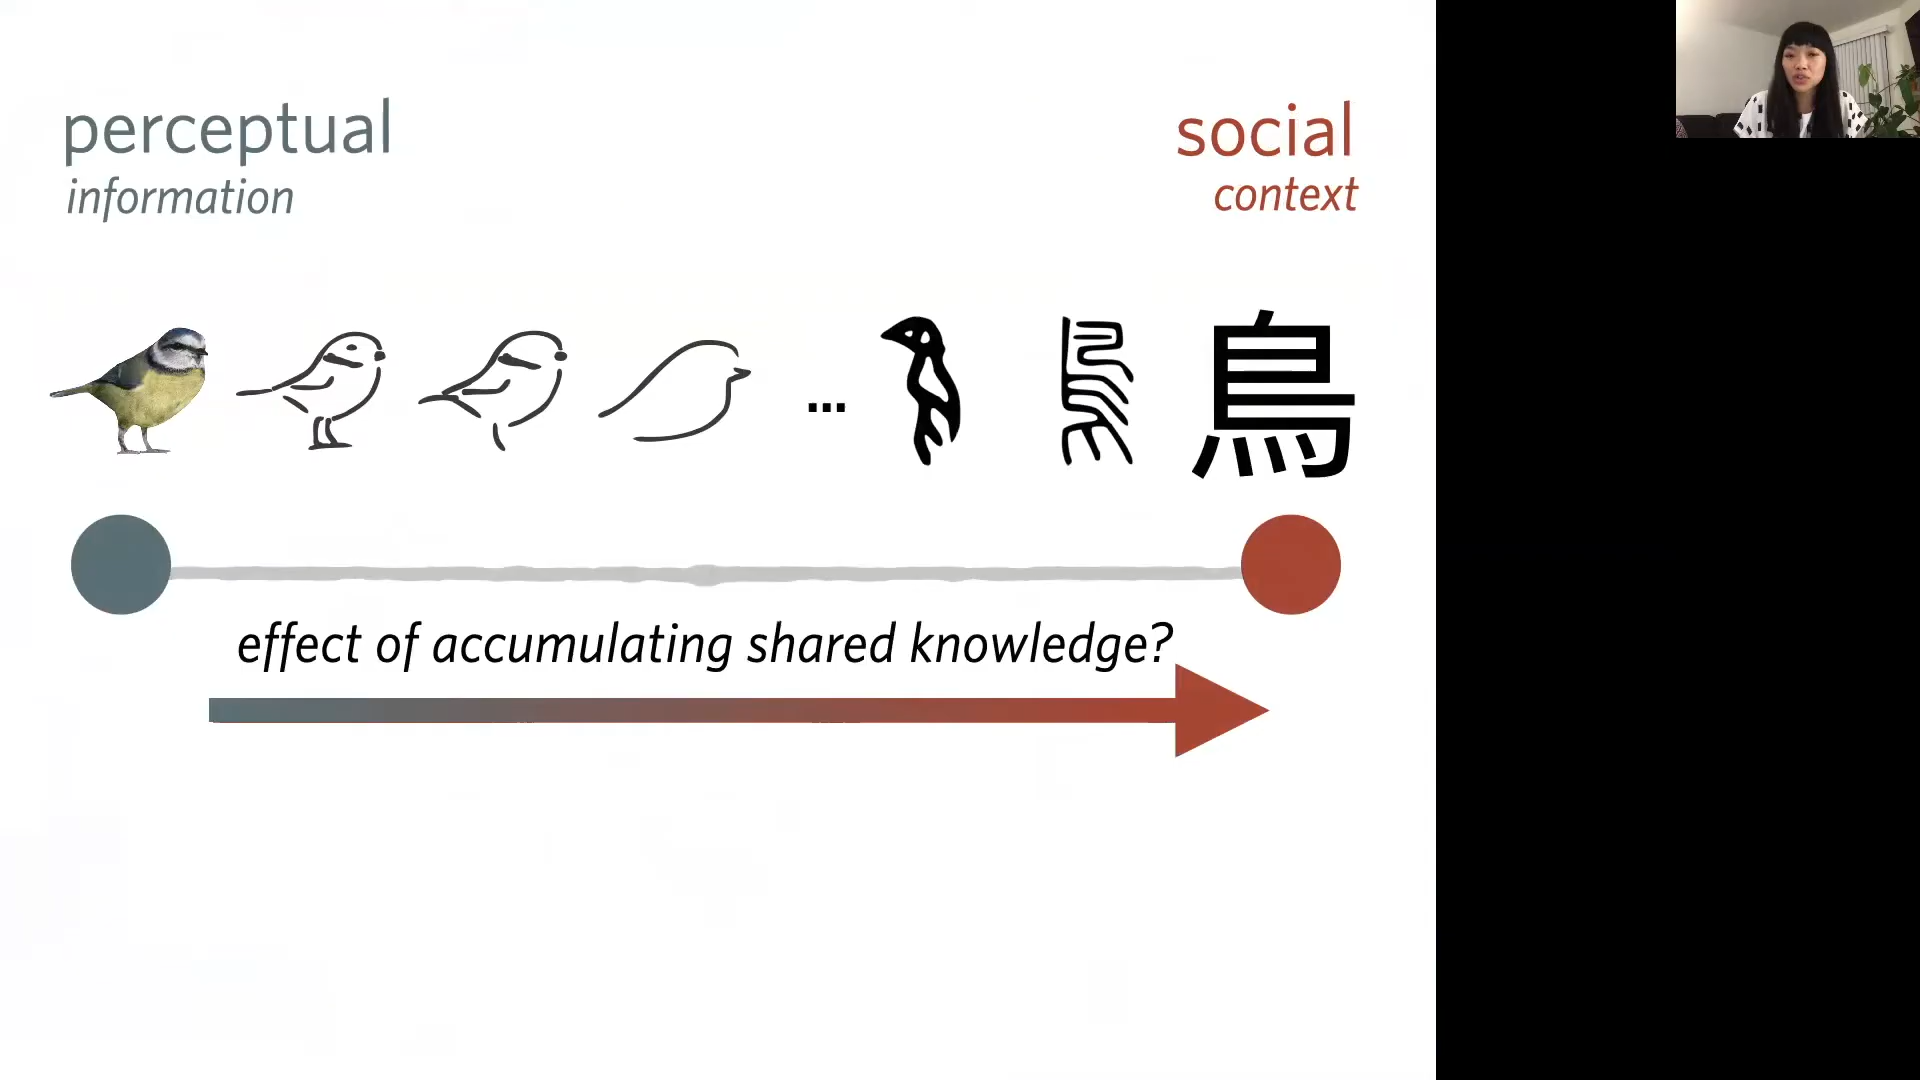 perceptual
information
social
context
...
鳥
effect of accumulating shared knowledge?